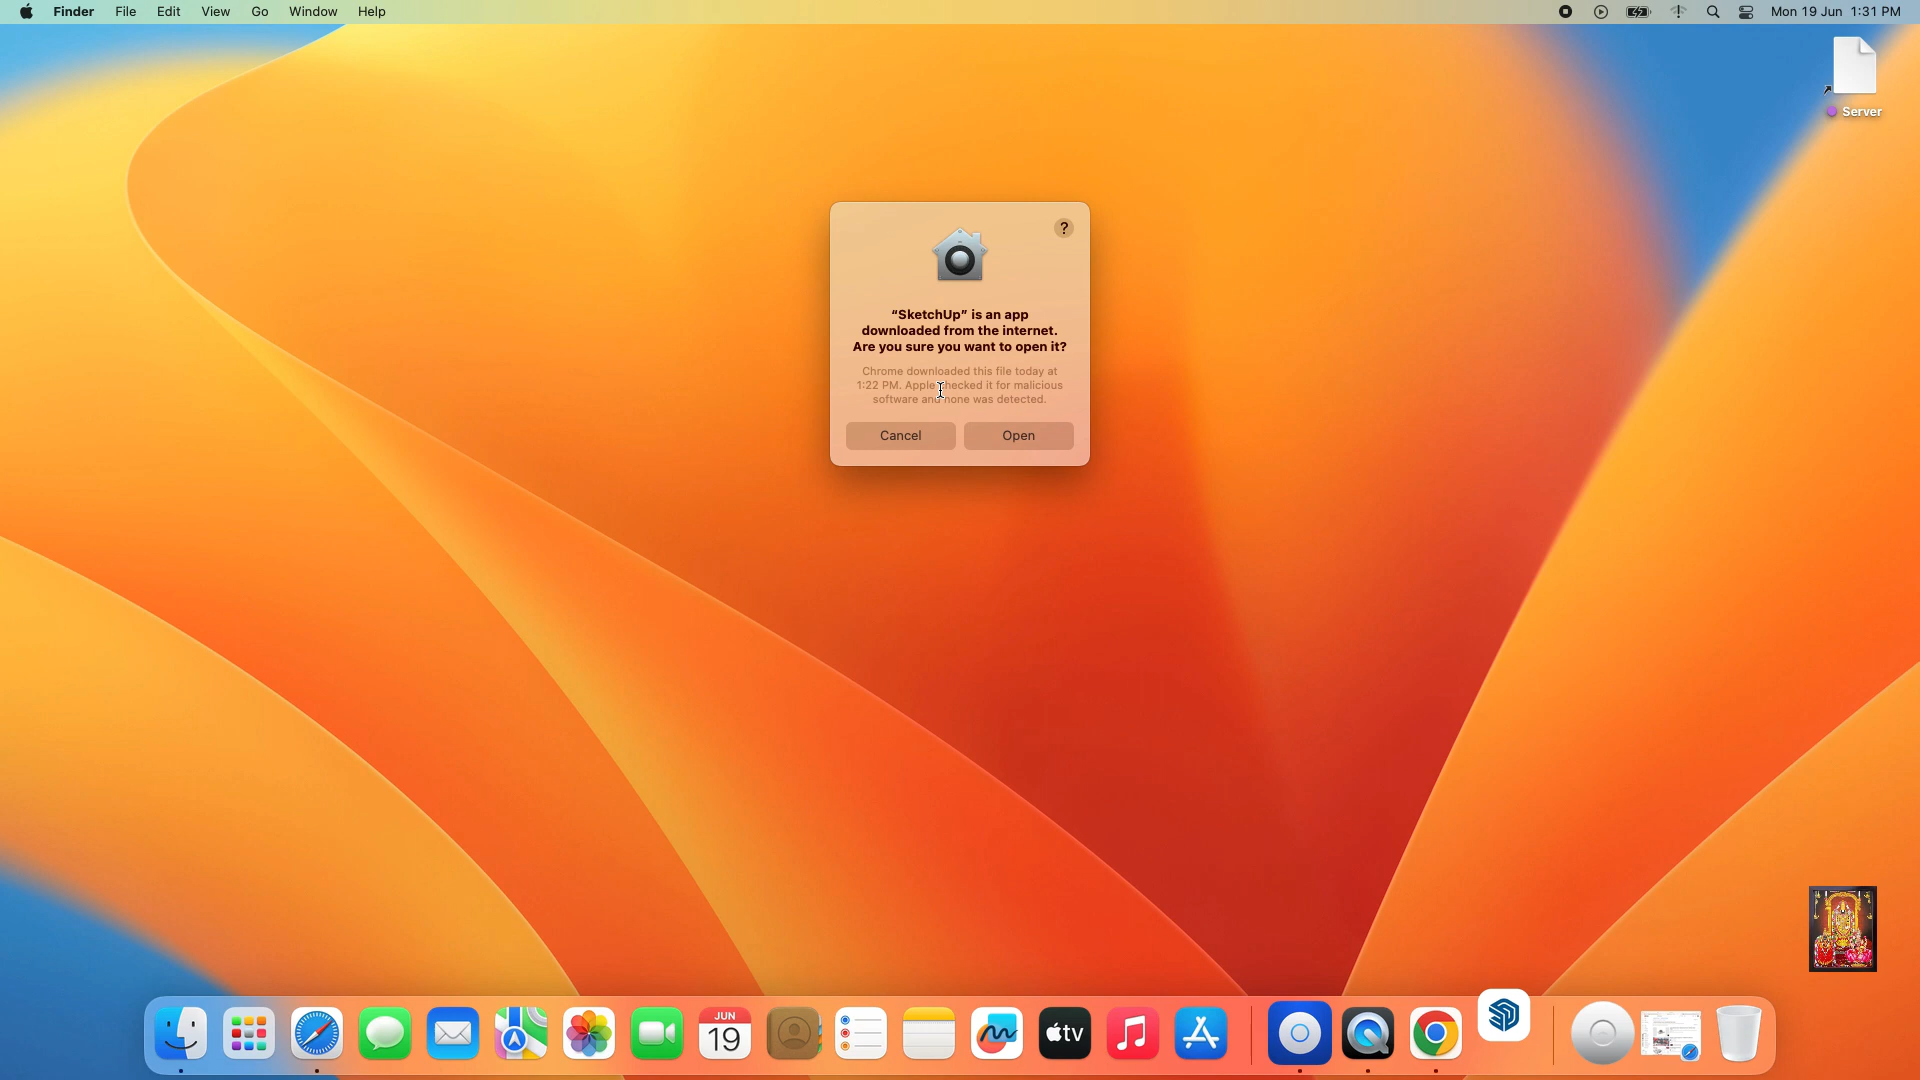 Finder File Edit View Go Window Help Mon 19 Jun 1:31 PM
Server
?
“SketchUp” is an app
downloaded from the internet.
Are you sure you want to open it?
Chrome downloaded this file today at
1:22 PM. Apple checked it for malicious
software and none was detected.
Cancel Open
JUN
19
tv